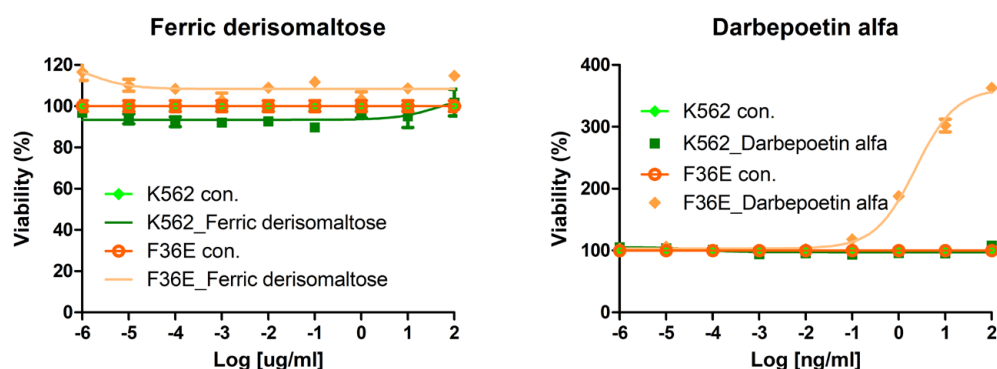 Ferric derisomaltose
Viability (%)
120
100
80
60
40
20
0
K562 con.
K562_Ferric derisomaltose
F36E con.
F36E_Ferric derisomaltose
-6 -5 -4 -3 -2 -1 0 1 2
Log [ug/ml]
Darbepoetin alfa
Viability (%)
400
300
200
100
0
K562 con.
K562_Darbepoetin alfa
F36E con.
F36E_Darbepoetin alfa
-6 -5 -4 -3 -2 -1 0 1 2
Log [ng/ml]